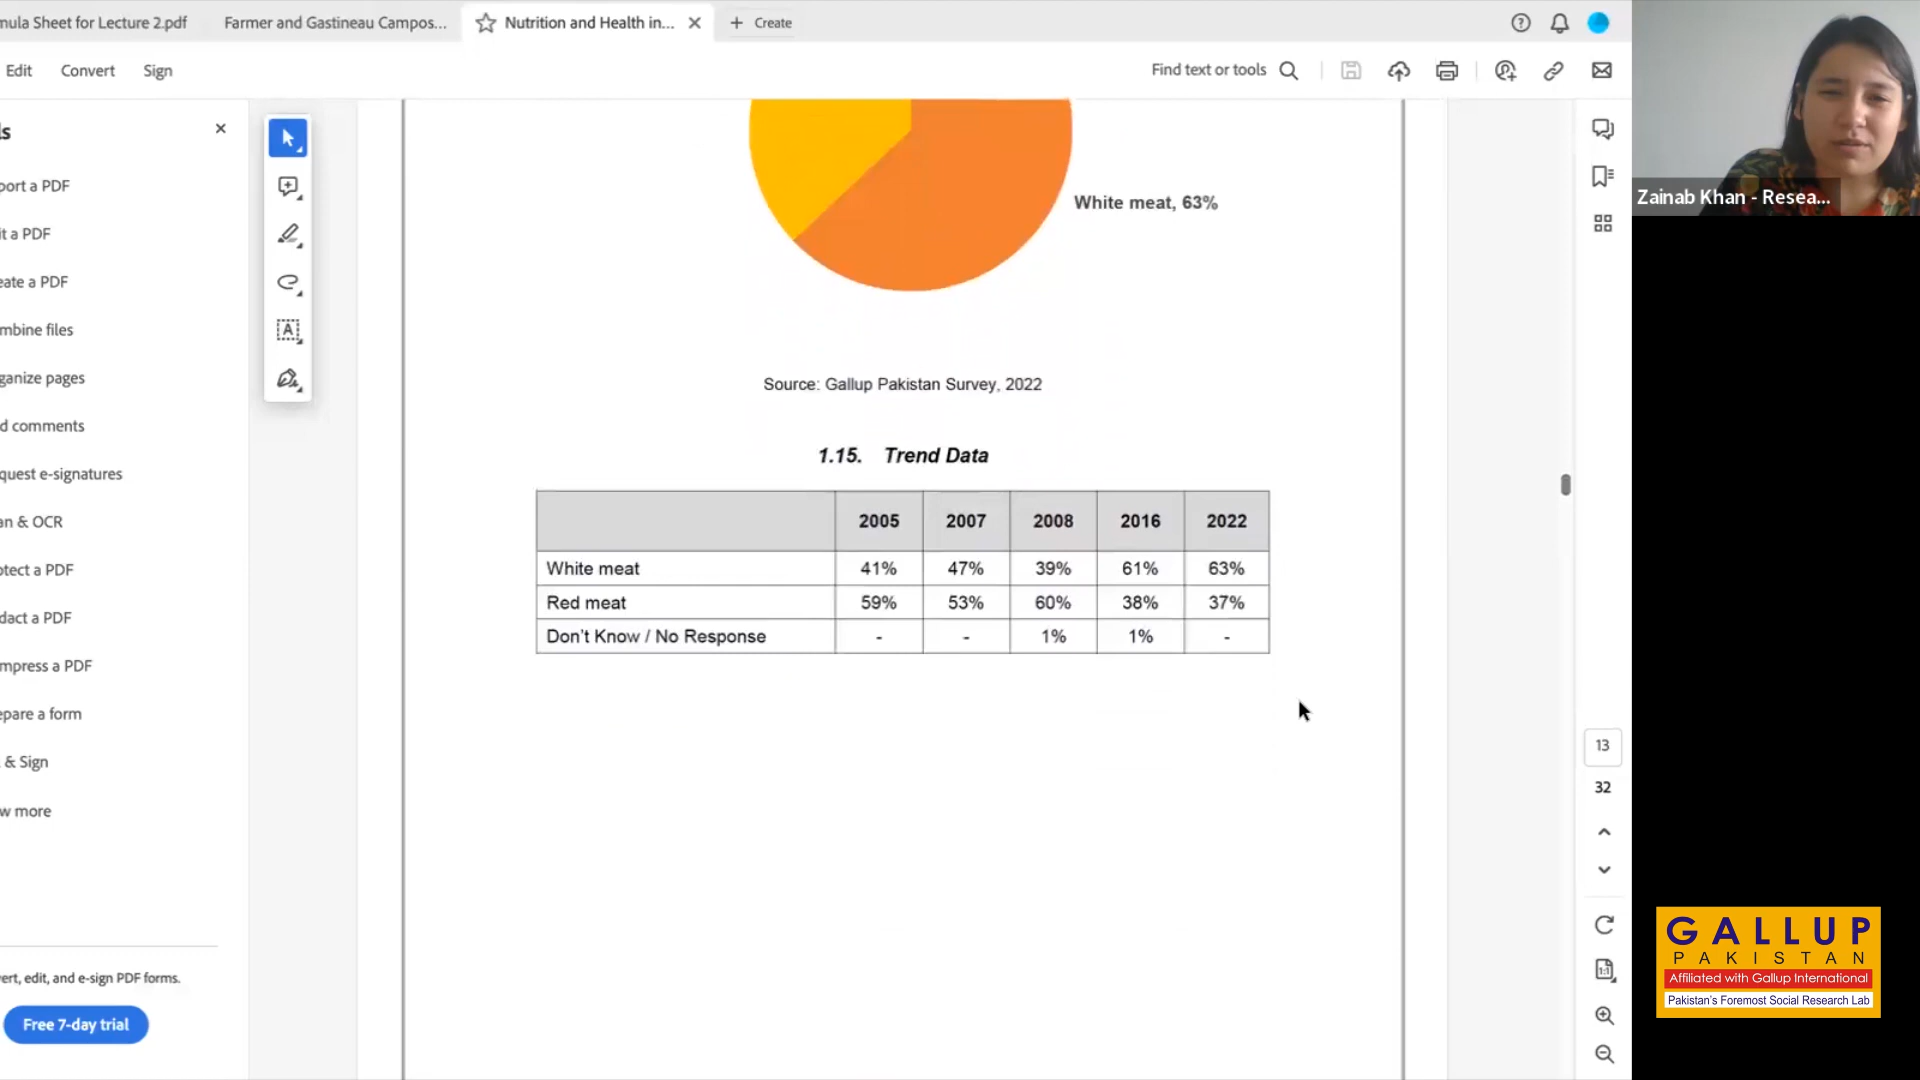 mula Sheet for Lecture 2.pdf
Farmer and Gastineau Campos...
Nutrition and Health in...
Create
Edit
Convert
Sign
Find text or tools
ls
port a PDF
it a PDF
eate a PDF
mbine files
ganize pages
d comments
quest e-signatures
an & OCR
otect a PDF
dact a PDF
mpress a PDF
epare a form
& Sign
w more
vert, edit, and e-sign PDF forms.
Free 7-day trial
White meat, 63%
Source: Gallup Pakistan Survey, 2022
1.15. Trend Data
2005 2007 2008 2016 2022
White meat 41% 47% 39% 61% 63%
Red meat 59% 53% 60% 38% 37%
Don't Know / No Response - - 1% 1% -
13
32
Zainab Khan - Resea...
GALLUP
PAKISTAN
Affiliated with Gallup International
Pakistan's Foremost Social Research Lab